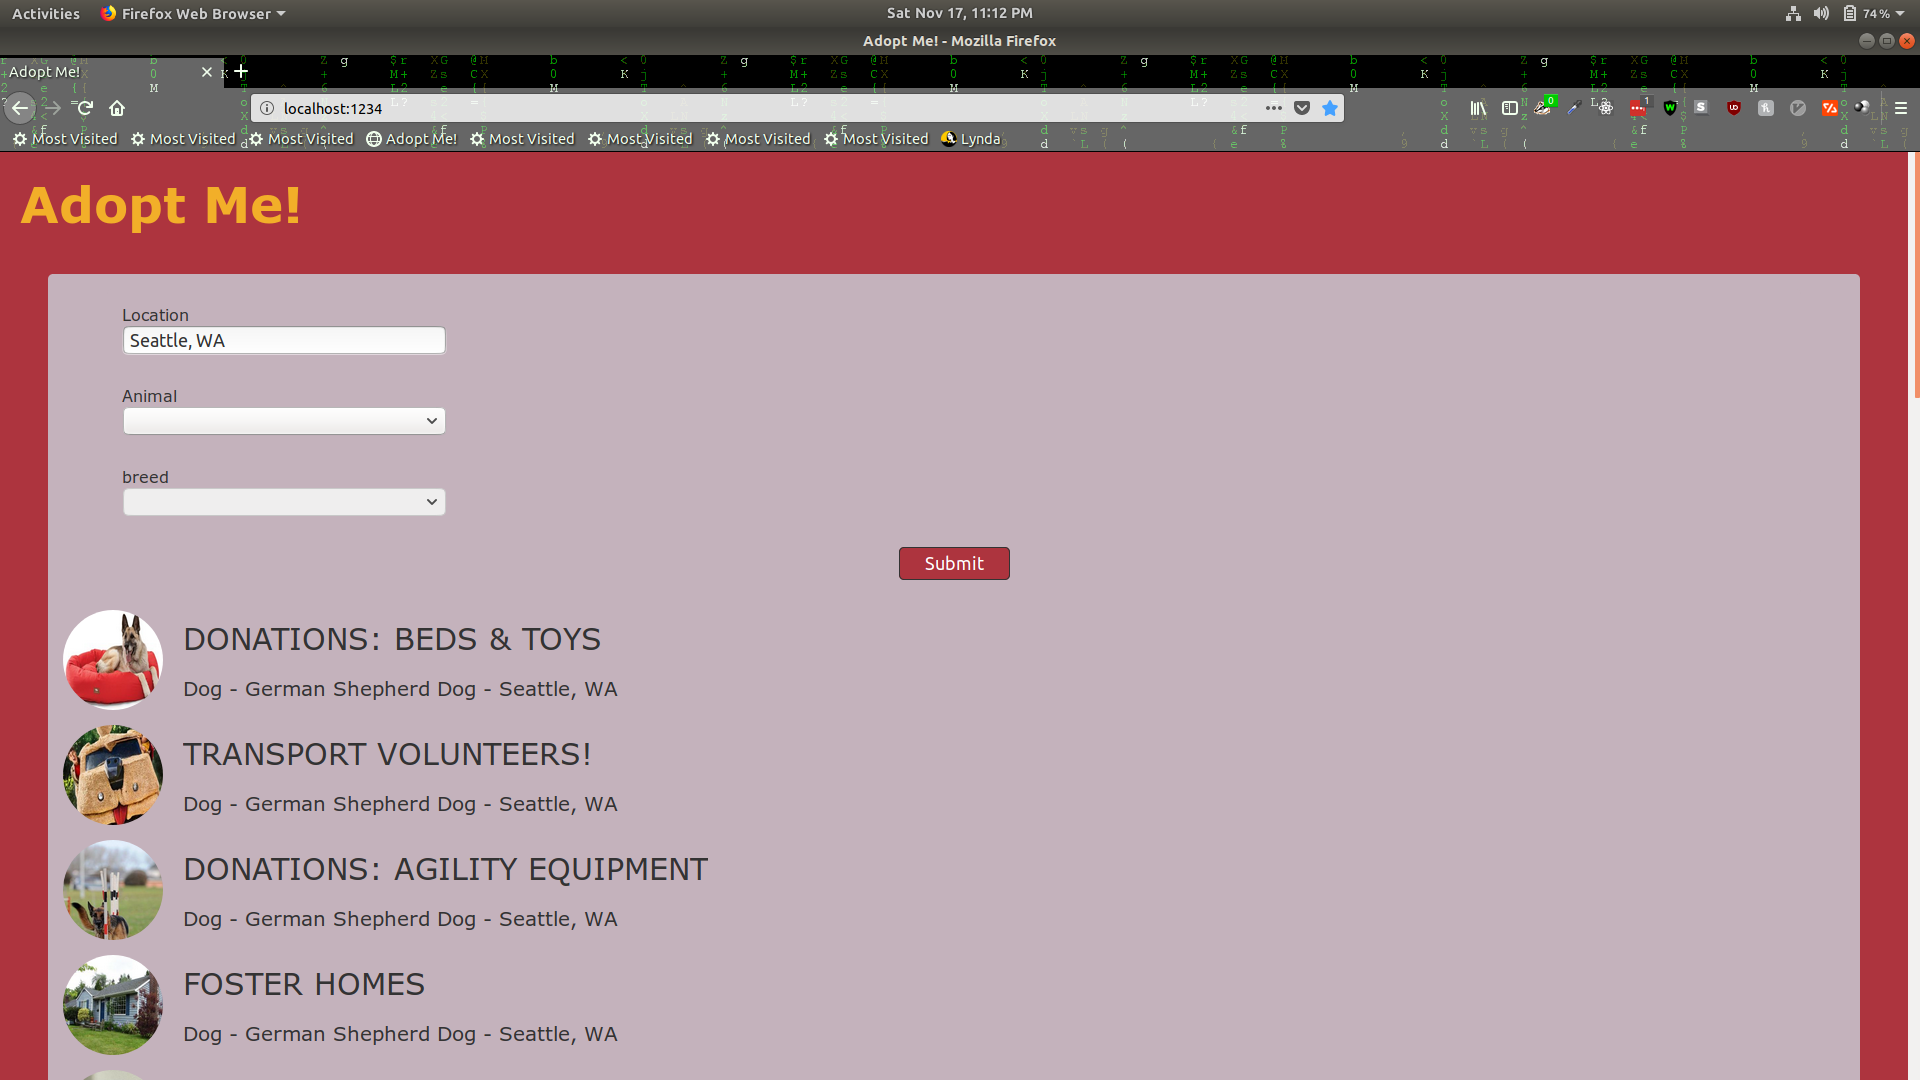 Activities Firefox Web Browser Sat Nov 17, 11:12 PM 74 %
Adopt Me! - Mozilla Firefox
Adopt Me!
localhost:1234
Most Visited Most Visited Most Visited Adopt Me! Most Visited Most Visited Most Visited Most Visited Lynda
Adopt Me!
Location
Seattle, WA
Animal
breed
Submit
DONATIONS: BEDS & TOYS
Dog - German Shepherd Dog - Seattle, WA
TRANSPORT VOLUNTEERS!
Dog - German Shepherd Dog - Seattle, WA
DONATIONS: AGILITY EQUIPMENT
Dog - German Shepherd Dog - Seattle, WA
FOSTER HOMES
Dog - German Shepherd Dog - Seattle, WA